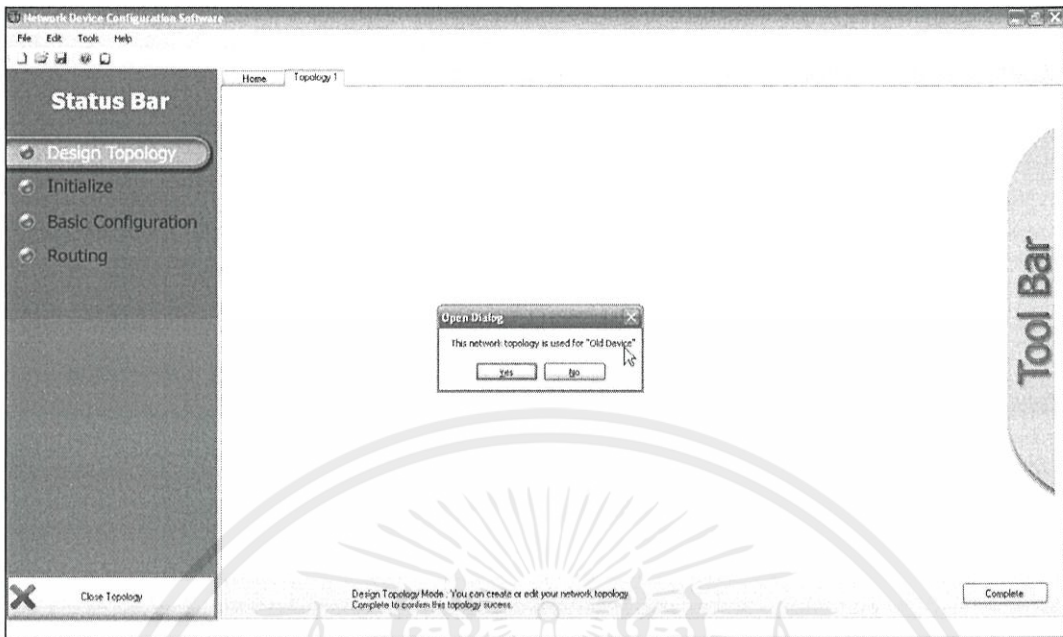 Network Device Configuration Software
File Edit Tools Help
Home Topology 1
Status Bar
Design Topology
Initialize
Basic Configuration
Routing
Tool Bar
Open Dialog
This network topology is used for "Old Device"
Yes No
Close Topology
Design Topology Mode . You can create or edit your network topology
Complete to confirm this topology sucess.
Complete